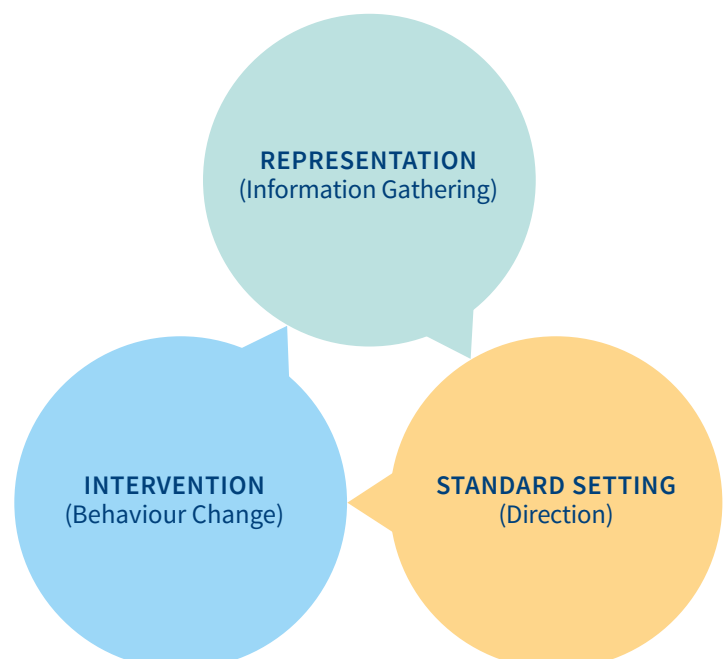 REPRESENTATION
(Information Gathering)
INTERVENTION
(Behaviour Change)
STANDARD SETTING
(Direction)